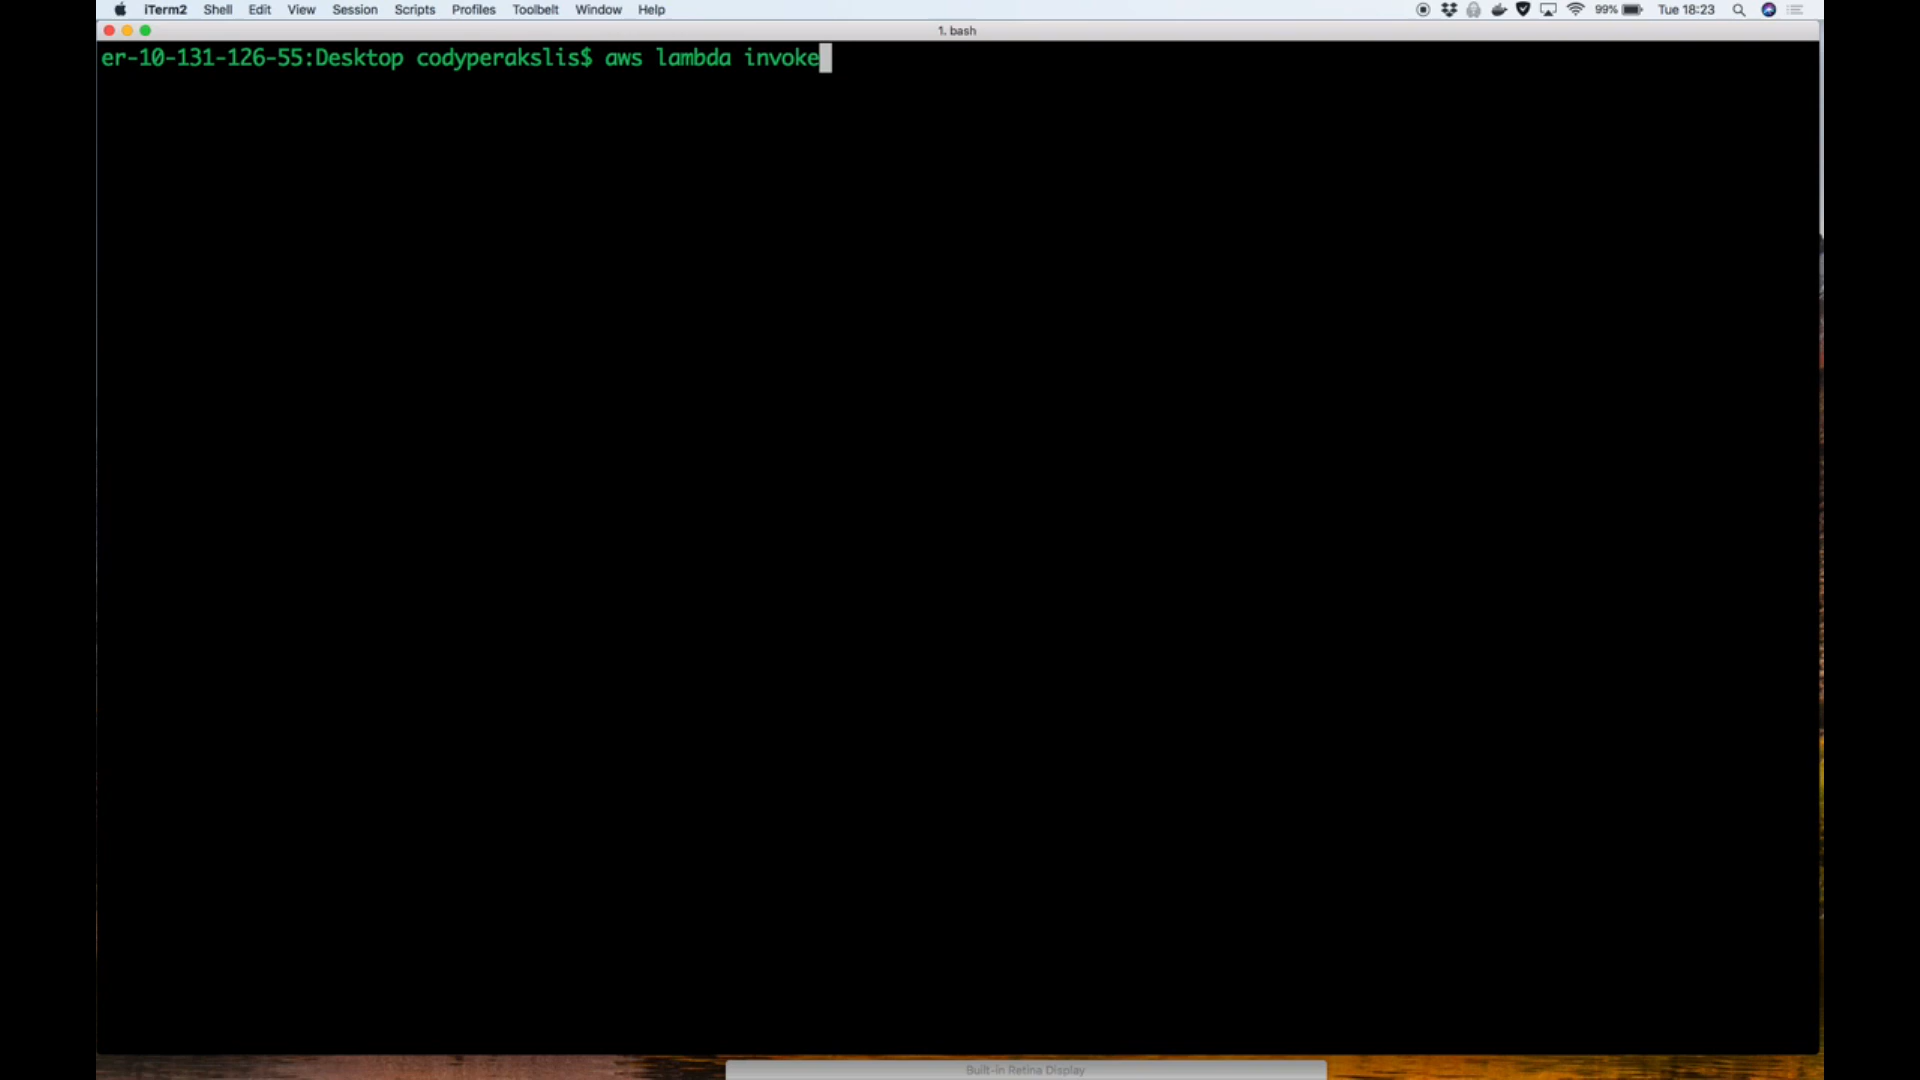 iTerm2 Shell Edit View Session Scripts Profiles Toolbelt Window Help 99% Tue 18:23
1. bash
er-10-131-126-55:Desktop codyperakslis$ aws lambda invoke
Built-in Retina Display